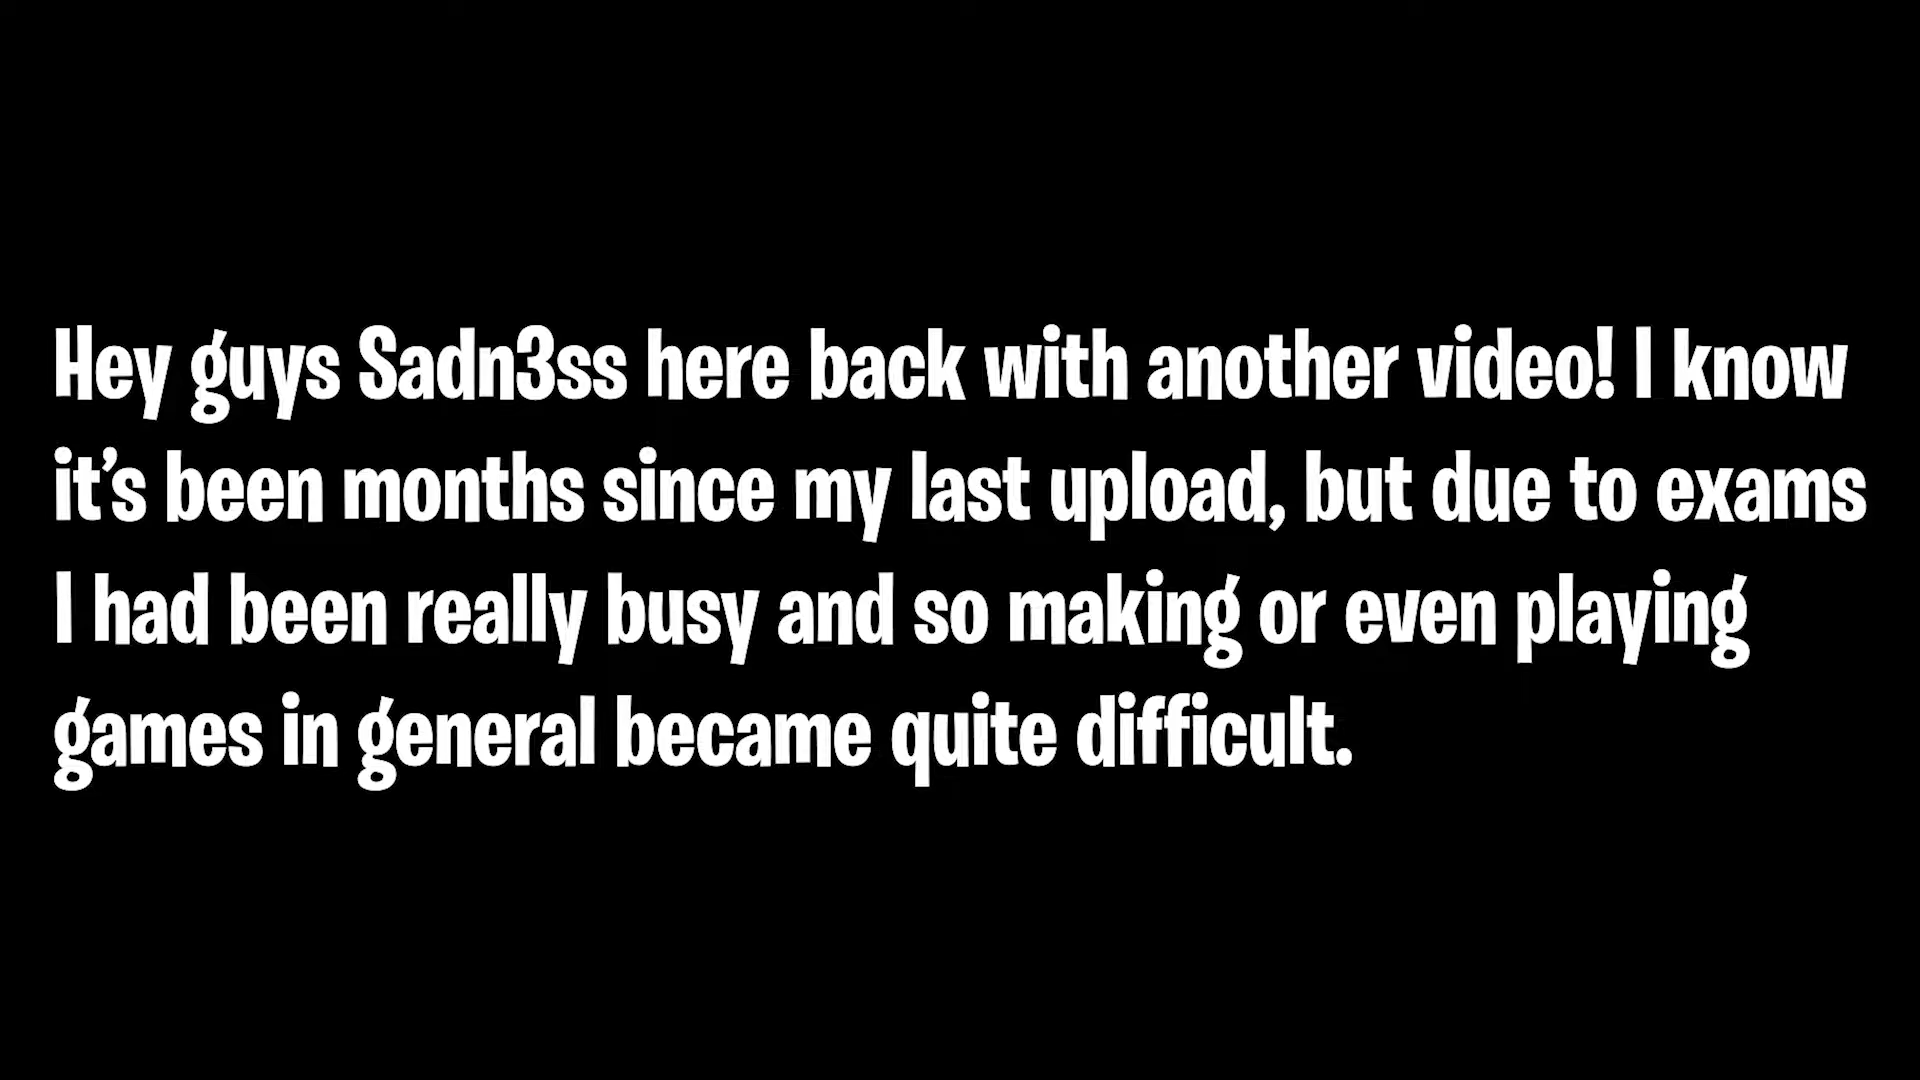 Hey guys Sadn3ss here back with another video! I know
it’s been months since my last upload, but due to exams
I had been really busy and so making or even playing
games in general became quite difficult.